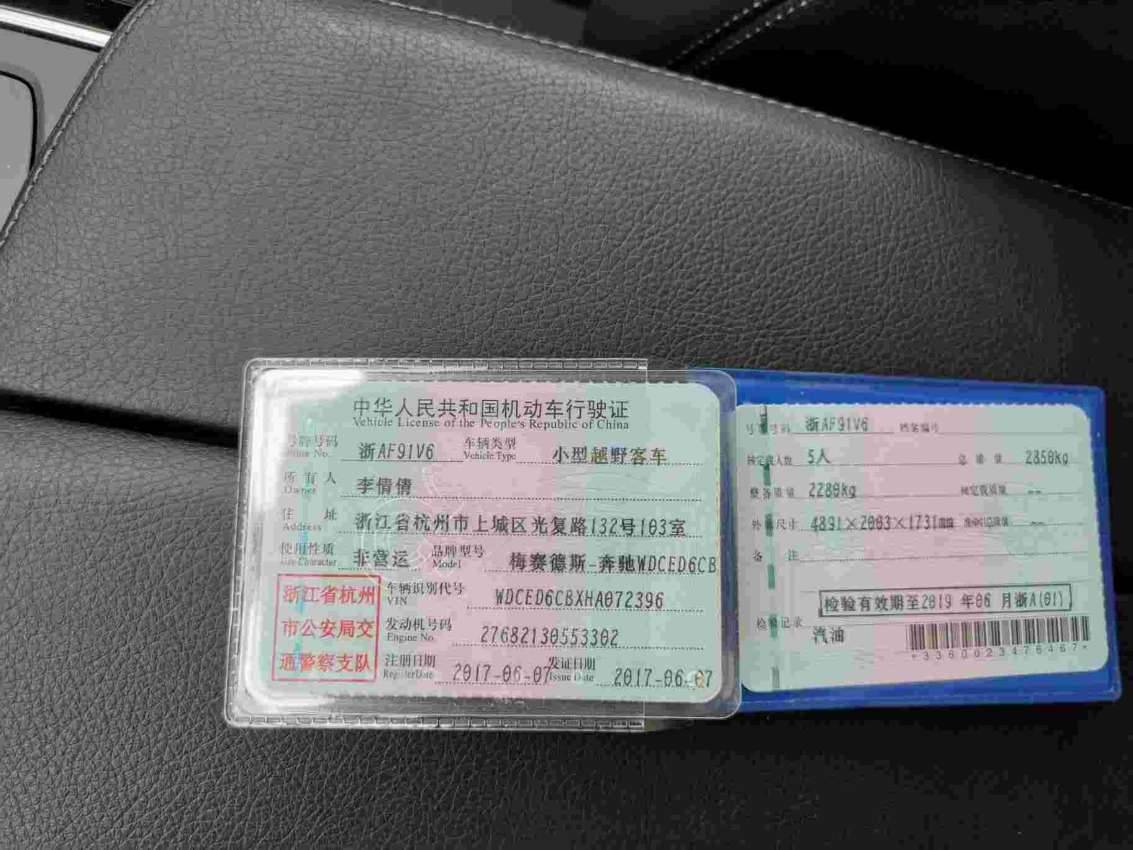 中华人民共和国机动车行驶证
Vehicle License of the People's Republic of China
号牌号码 浙AF91V6 车辆类型 小型越野客车
Plate No. Vehicle Type
所有人 李倩倩
Owner
住址 浙江省杭州市上城区光复路132号103室
Address
使用性质 非营运 品牌型号 梅赛德斯-奔驰WDCED6CB
Use Character Model
浙江省杭州
市公安局交
通警察支队
车辆识别代号 WDCED6CBXHA072396
VIN
发动机号码 27682130553302
Engine No.
注册日期 2017-06-07 发证日期 2017-06-07
Register Date Issue Date
号牌号码 浙AF91V6 档案编号
核定载人数 5人 总质量 2850kg
整备质量 2280kg 核定载质量 --
外廓尺寸 4891×2003×1731mm --
备注
检验有效期至2019 年06 月浙A(01)
检验记录
汽油
*3360023476467*